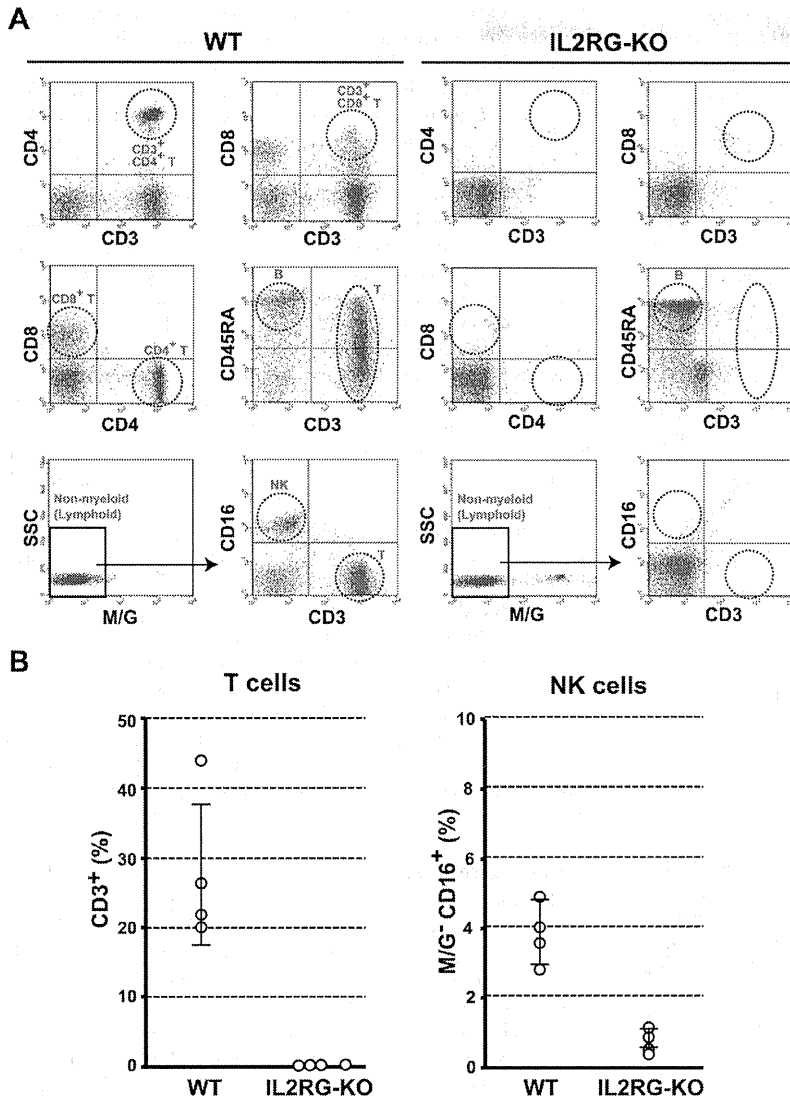 A
WT
IL2RG-KO
CD4
CD3⁺
CD4⁺ T
CD3
CD8
CD3⁺
CD8⁺ T
CD3
CD4
CD3
CD8
CD3
CD8
CD8⁺ T
CD4⁺ T
CD4
CD45RA
B
T
CD3
CD8
CD4
CD45RA
B
CD3
SSC
Non-myeloid
(Lymphoid)
M/G
CD16
NK
T
CD3
SSC
Non-myeloid
(Lymphoid)
M/G
CD16
CD3
B
T cells
CD3⁺ (%)
50
40
30
20
10
0
WT
IL2RG-KO
NK cells
M/G⁻ CD16⁺ (%)
10
8
6
4
2
0
WT
IL2RG-KO